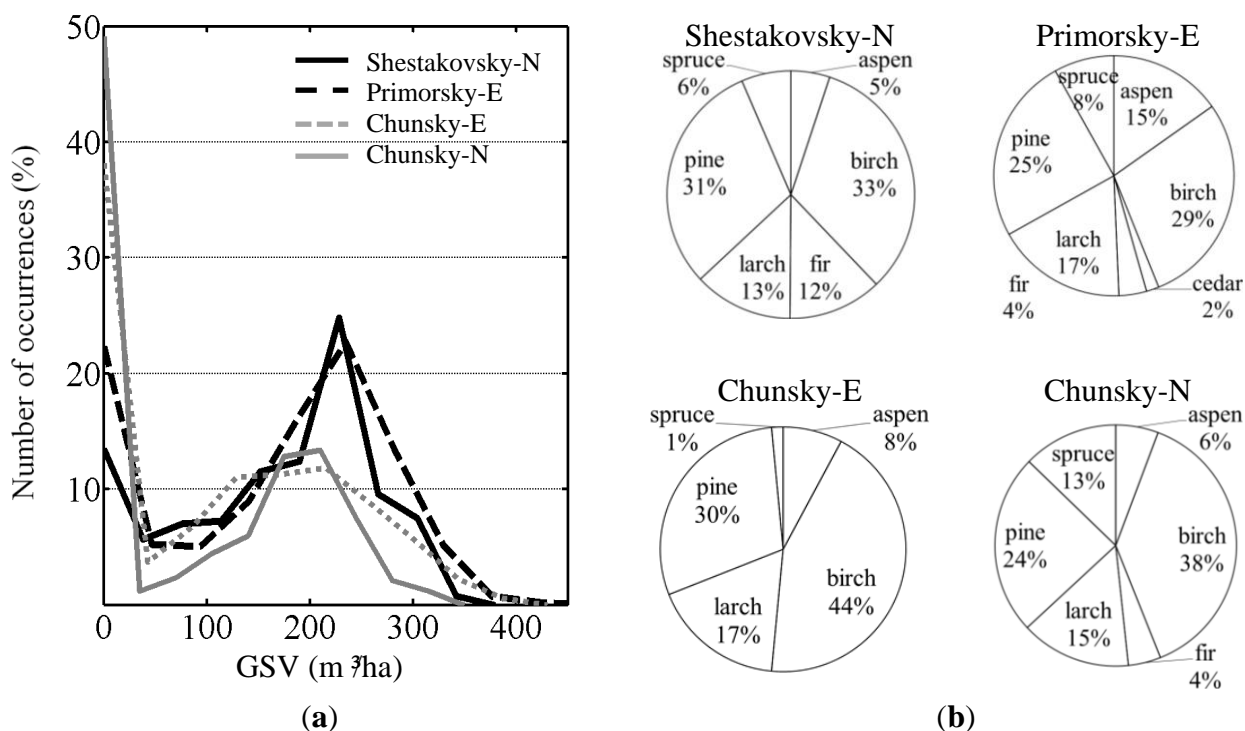 50
40
30
20
10
Number of occurrences (%)
0
100
200
300
400
GSV (m³/ha)
Shestakovsky-N
Primorsky-E
Chunsky-E
Chunsky-N
(a)
Shestakovsky-N
spruce
6%
aspen
5%
pine
31%
birch
33%
larch
13%
fir
12%
Primorsky-E
spruce
8%
aspen
15%
pine
25%
birch
29%
larch
17%
fir
4%
cedar
2%
Chunsky-E
spruce
1%
aspen
8%
pine
30%
birch
44%
larch
17%
Chunsky-N
aspen
6%
spruce
13%
pine
24%
birch
38%
larch
15%
fir
4%
(b)